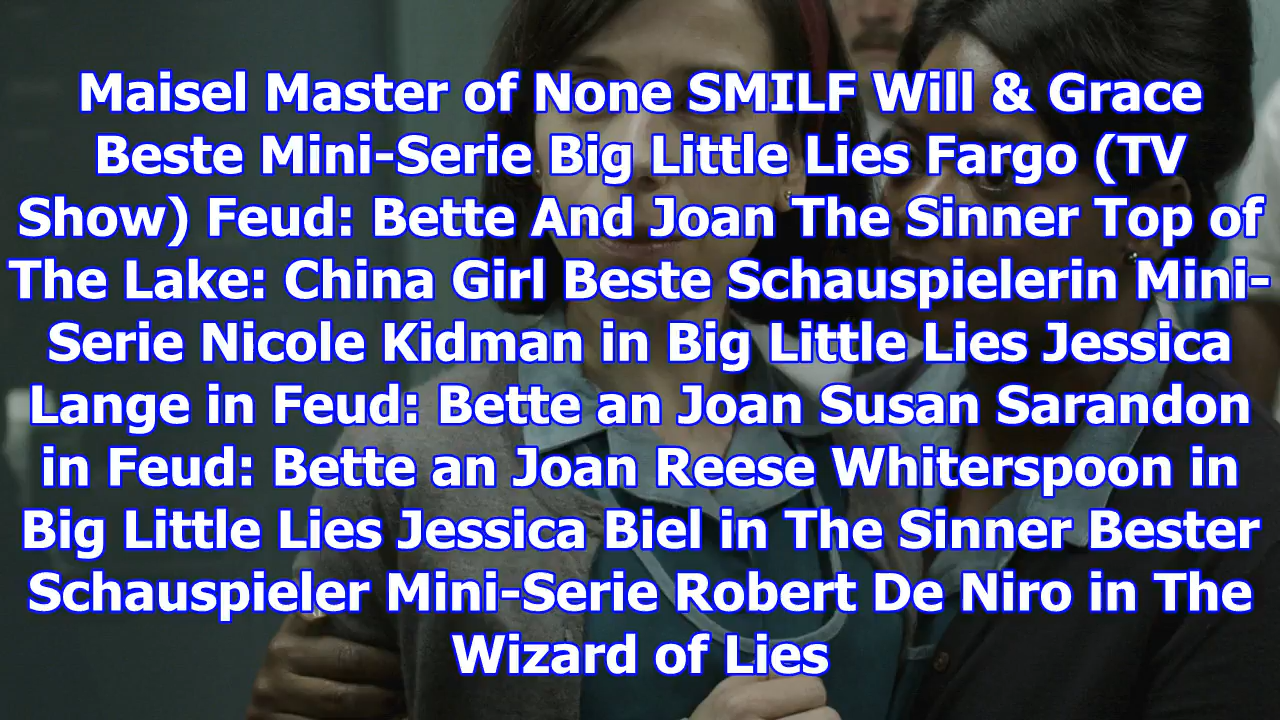 Maisel Master of None SMILF Will & Grace
Beste Mini-Serie Big Little Lies Fargo (TV
Show) Feud: Bette And Joan The Sinner Top of
The Lake: China Girl Beste Schauspielerin Mini-
Serie Nicole Kidman in Big Little Lies Jessica
Lange in Feud: Bette an Joan Susan Sarandon
in Feud: Bette an Joan Reese Whiterspoon in
Big Little Lies Jessica Biel in The Sinner Bester
Schauspieler Mini-Serie Robert De Niro in The
Wizard of Lies